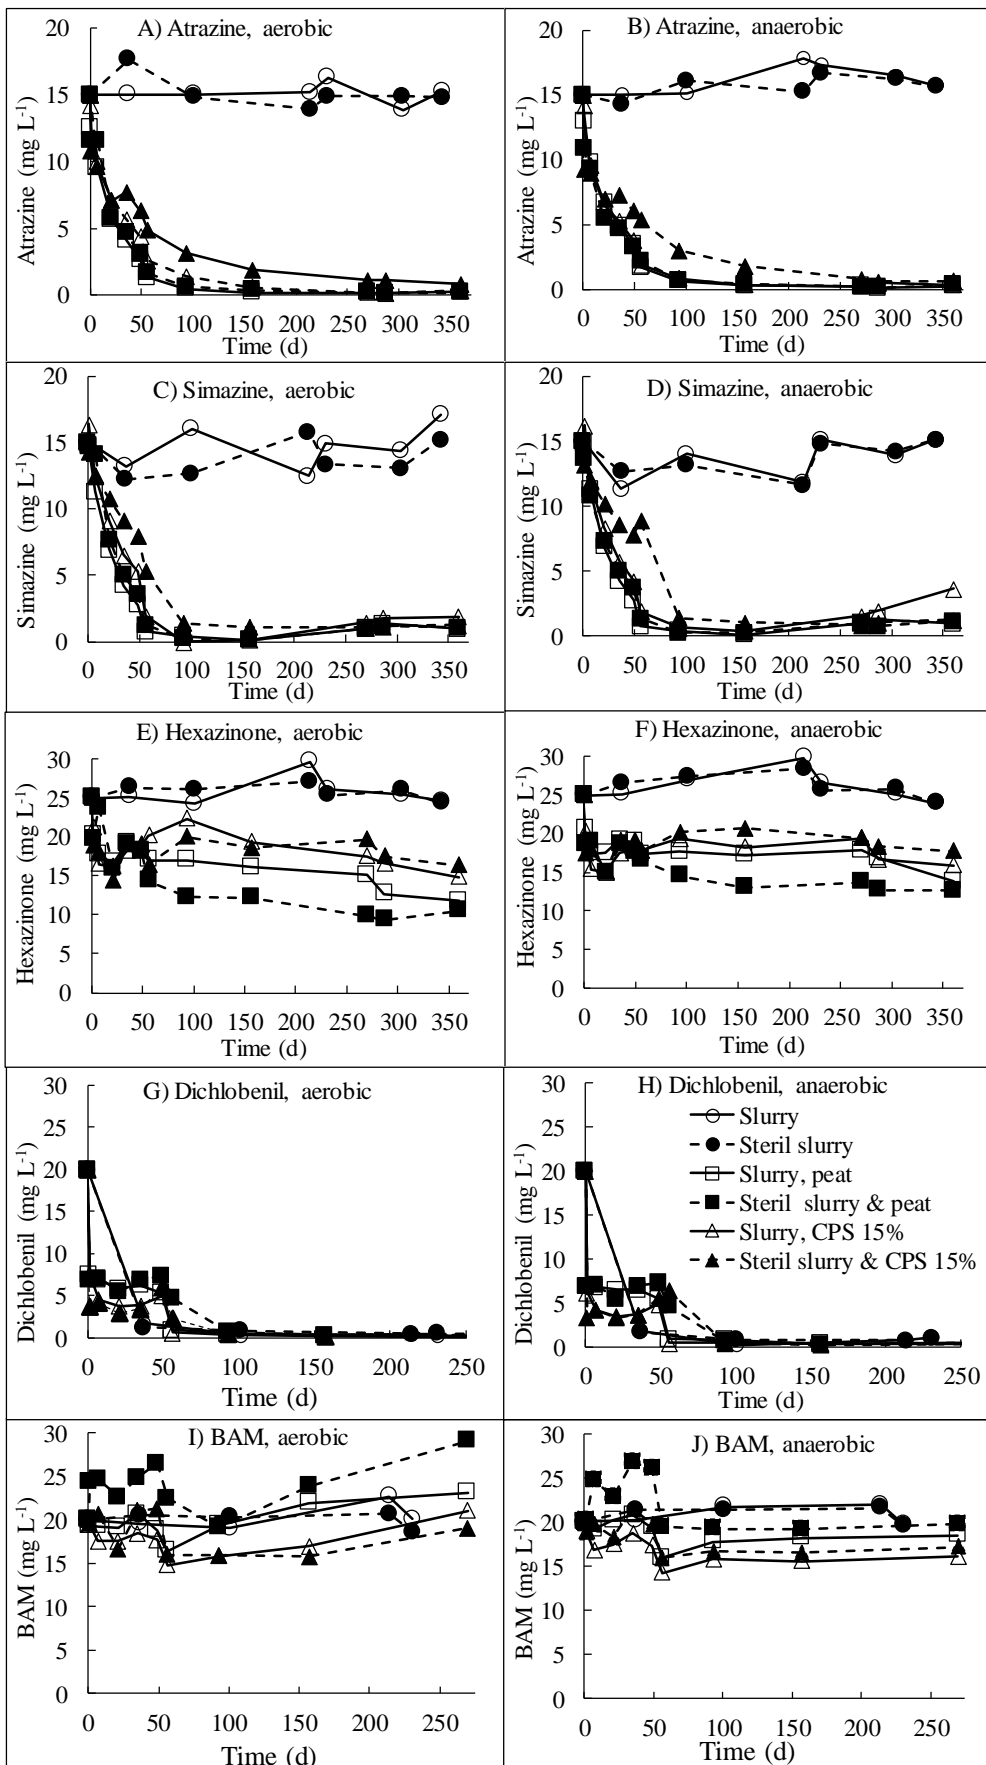 A) Atrazine, aerobic
Atrazine (mg L-1)
20
15
10
5
0
0 50 100 150 200 250 300 350
Time (d)
B) Atrazine, anaerobic
Atrazine (mg L-1)
20
15
10
5
0
0 50 100 150 200 250 300 350
Time (d)
C) Simazine, aerobic
Simazine (mg L-1)
20
15
10
5
0
0 50 100 150 200 250 300 350
Time (d)
D) Simazine, anaerobic
Simazine (mg L-1)
20
15
10
5
0
0 50 100 150 200 250 300 350
Time (d)
E) Hexazinone, aerobic
Hexazinone (mg L-1)
30
25
20
15
10
5
0
0 50 100 150 200 250 300 350
Time (d)
F) Hexazinone, anaerobic
Hexazinone (mg L-1)
30
25
20
15
10
5
0
0 50 100 150 200 250 300 350
Time (d)
G) Dichlobenil, aerobic
Dichlobenil (mg L-1)
30
25
20
15
10
5
0
0 50 100 150 200 250
Time (d)
H) Dichlobenil, anaerobic
Slurry
Steril slurry
Slurry, peat
Steril slurry & peat
Slurry, CPS 15%
Steril slurry & CPS 15%
Dichlobenil (mg L-1)
30
25
20
15
10
5
0
0 50 100 150 200 250
Time (d)
I) BAM, aerobic
BAM (mg L-1)
30
25
20
15
10
5
0
0 50 100 150 200 250
Time (d)
J) BAM, anaerobic
BAM (mg L-1)
30
25
20
15
10
5
0
0 50 100 150 200 250
Time (d)